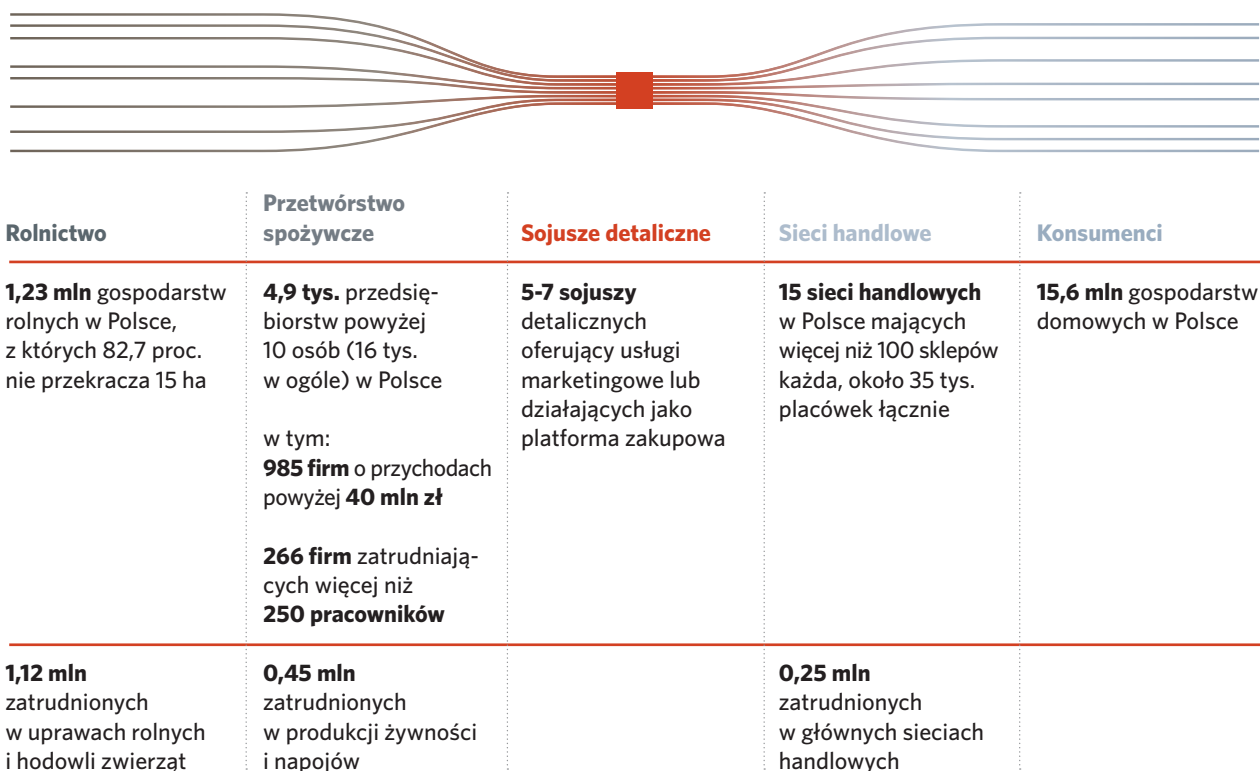 Rolnictwo
Przetwórstwo
spożywcze
Sojusze detaliczne
Sieci handlowe
Konsumenci
1,23 mln gospodarstw
rolnych w Polsce,
z których 82,7 proc.
nie przekracza 15 ha
4,9 tys. przedsię-
biorstw powyżej
10 osób (16 tys.
w ogóle) w Polsce
w tym:
985 firm o przychodach
powyżej 40 mln zł
266 firm zatrudniają-
cych więcej niż
250 pracowników
5-7 sojuszy
detalicznych
oferujący usługi
marketingowe lub
działających jako
platforma zakupowa
15 sieci handlowych
w Polsce mających
więcej niż 100 sklepów
każda, około 35 tys.
placówek łącznie
15,6 mln gospodarstw
domowych w Polsce
1,12 mln
zatrudnionych
w uprawach rolnych
i hodowli zwierząt
0,45 mln
zatrudnionych
w produkcji żywności
i napojów
0,25 mln
zatrudnionych
w głównych sieciach
handlowych